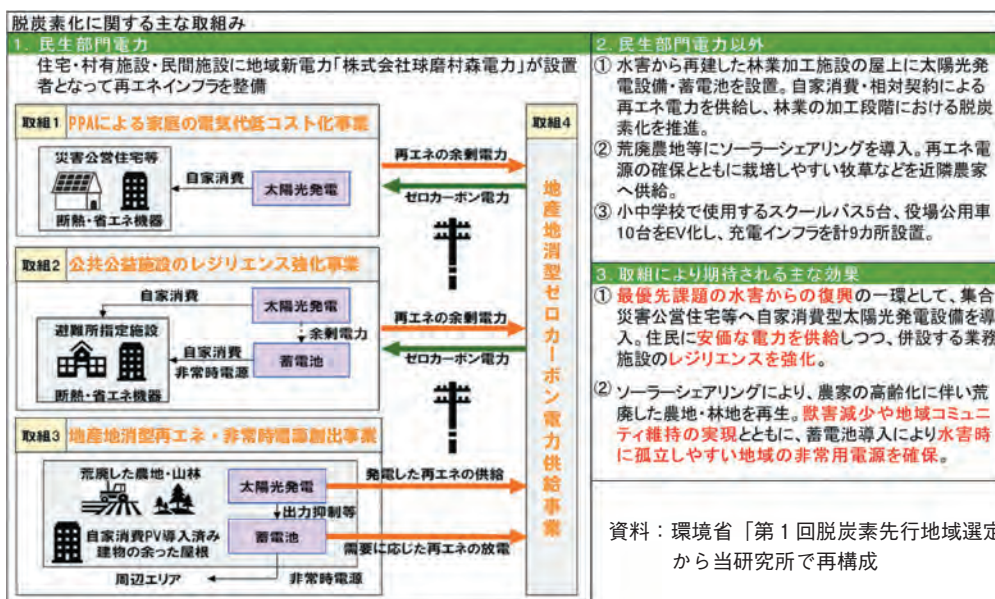 脱炭素化に関する主な取組み
1. 民生部門電力
住宅・村有施設・民間施設に地域新電力「株式会社球磨村森電力」が設置
者となって再エネインフラを整備
取組1 PPAによる家庭の電気代低コスト化事業
災害公営住宅等
断熱・省エネ機器
自家消費
太陽光発電
再エネの余剰電力
ゼロカーボン電力
取組2 公共公益施設のレジリエンス強化事業
自家消費
太陽光発電
余剰電力
避難所指定施設
自家消費
非常時電源
蓄電池
断熱・省エネ機器
再エネの余剰電力
ゼロカーボン電力
取組3 地産地消型再エネ・非常時電源創出事業
荒廃した農地・山林
太陽光発電
出力抑制等
自家消費PV導入済み
建物の余った屋根
蓄電池
周辺エリア
非常時電源
発電した再エネの供給
需要に応じた再エネの放電
取組4
地産地消型ゼロカーボン電力供給事業
2. 民生部門電力以外
① 水害から再建した林業加工施設の屋上に太陽光発
電設備・蓄電池を設置。自家消費・相対契約による
再エネ電力を供給し、林業の加工段階における脱炭
素化を推進。
② 荒廃農地等にソーラーシェアリングを導入。再エネ電
源の確保とともに栽培しやすい牧草などを近隣農家
へ供給。
③ 小中学校で使用するスクールバス5台、役場公用車
10台をEV化し、充電インフラを計9カ所設置。
3. 取組により期待される主な効果
① 最優先課題の水害からの復興の一環として、集合
災害公営住宅等へ自家消費型太陽光発電設備を導
入。住民に安価な電力を供給しつつ、併設する業務
施設のレジリエンスを強化。
② ソーラーシェアリングにより、農家の高齢化に伴い荒
廃した農地・林地を再生。獣害減少や地域コミュニ
ティ維持の実現とともに、蓄電池導入により水害時
に孤立しやすい地域の非常用電源を確保。
資料：環境省「第1回脱炭素先行地域選定
から当研究所で再構成